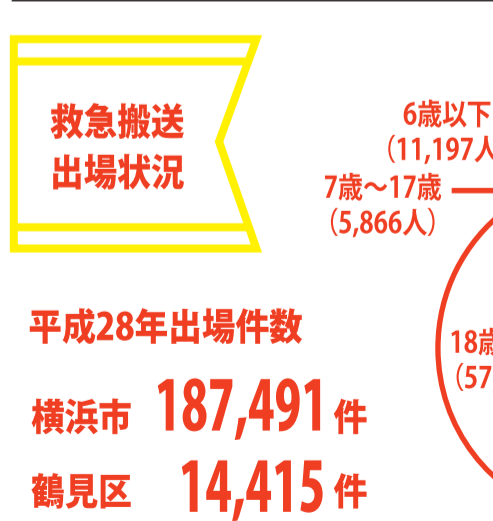 救急搬送
出場状況
6歳以下
（11,197人
7歳～17歳
（5,866人）
平成28年出場件数
18歳
（57
横浜市 187,491件
鶴見区 14,415件